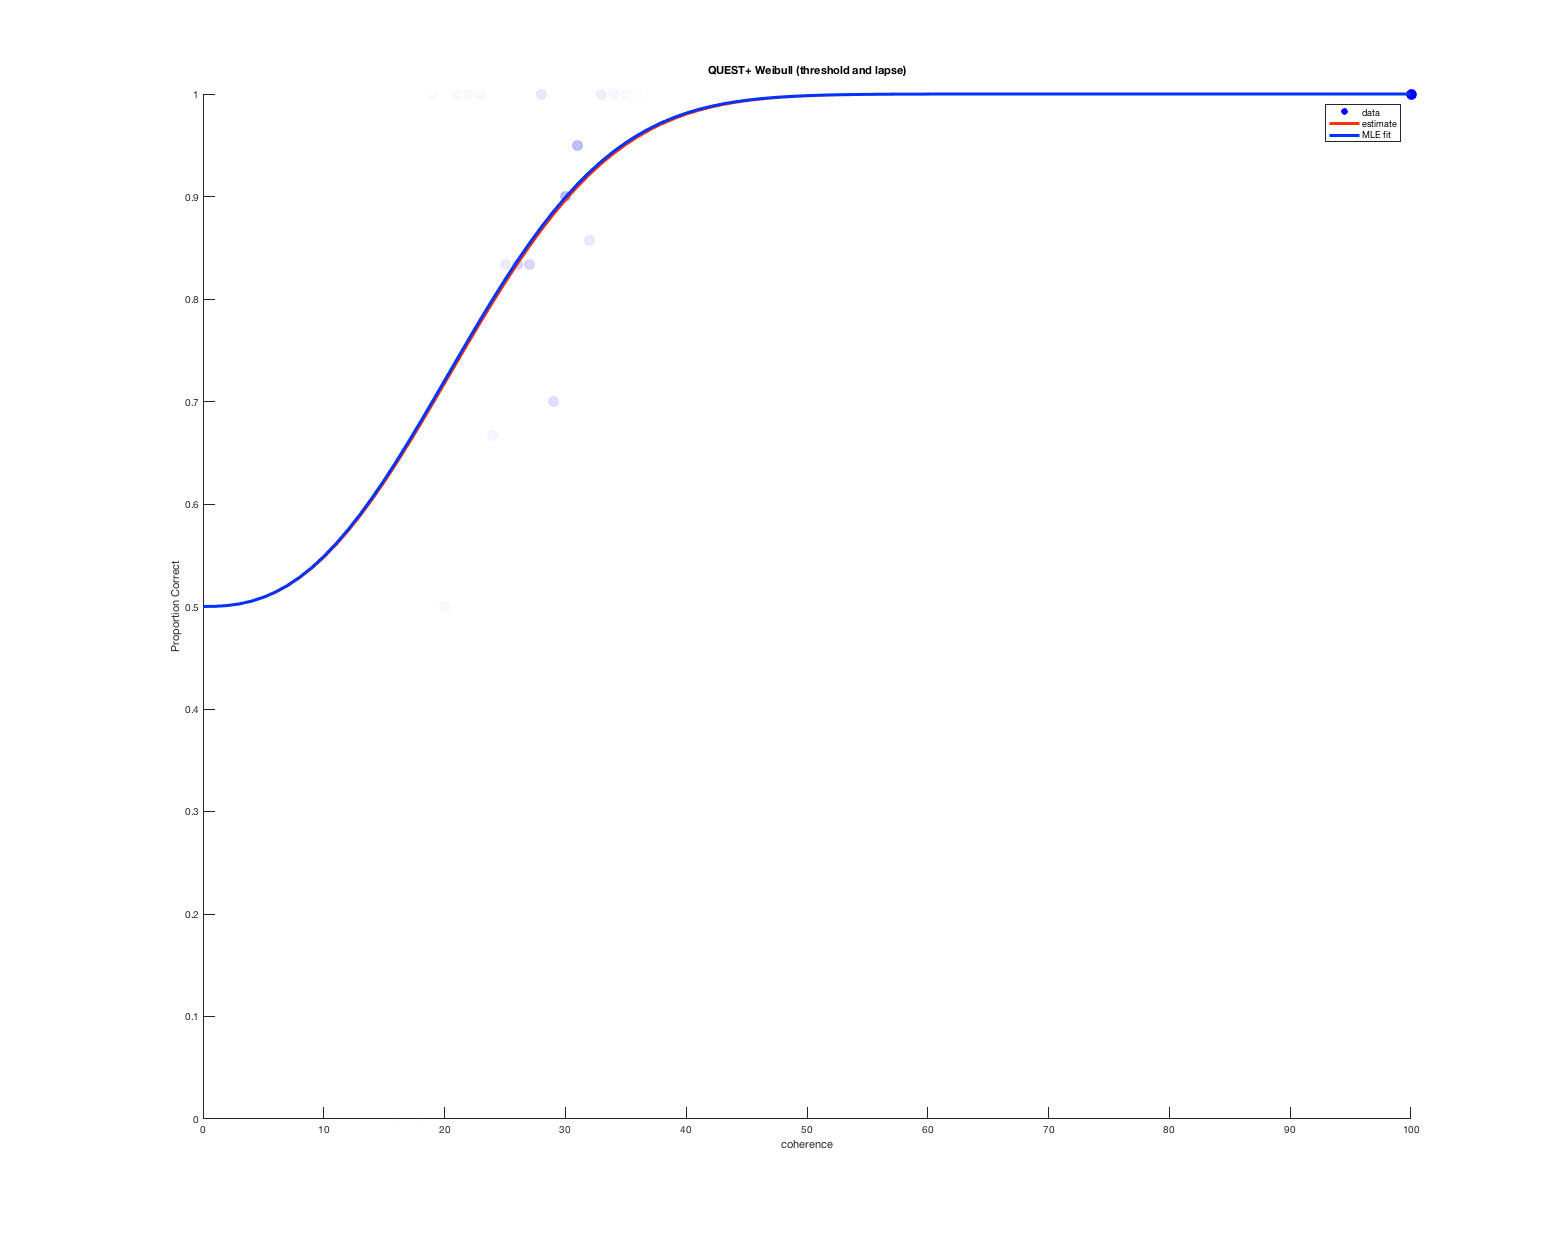 QUEST+ Weibull (threshold and lapse)
1
0.9
0.8
0.7
0.6
0.5
0.4
0.3
0.2
0.1
0
Proportion Correct
data
estimate
MLE fit
0 10 20 30 40 50 60 70 80 90 100
coherence